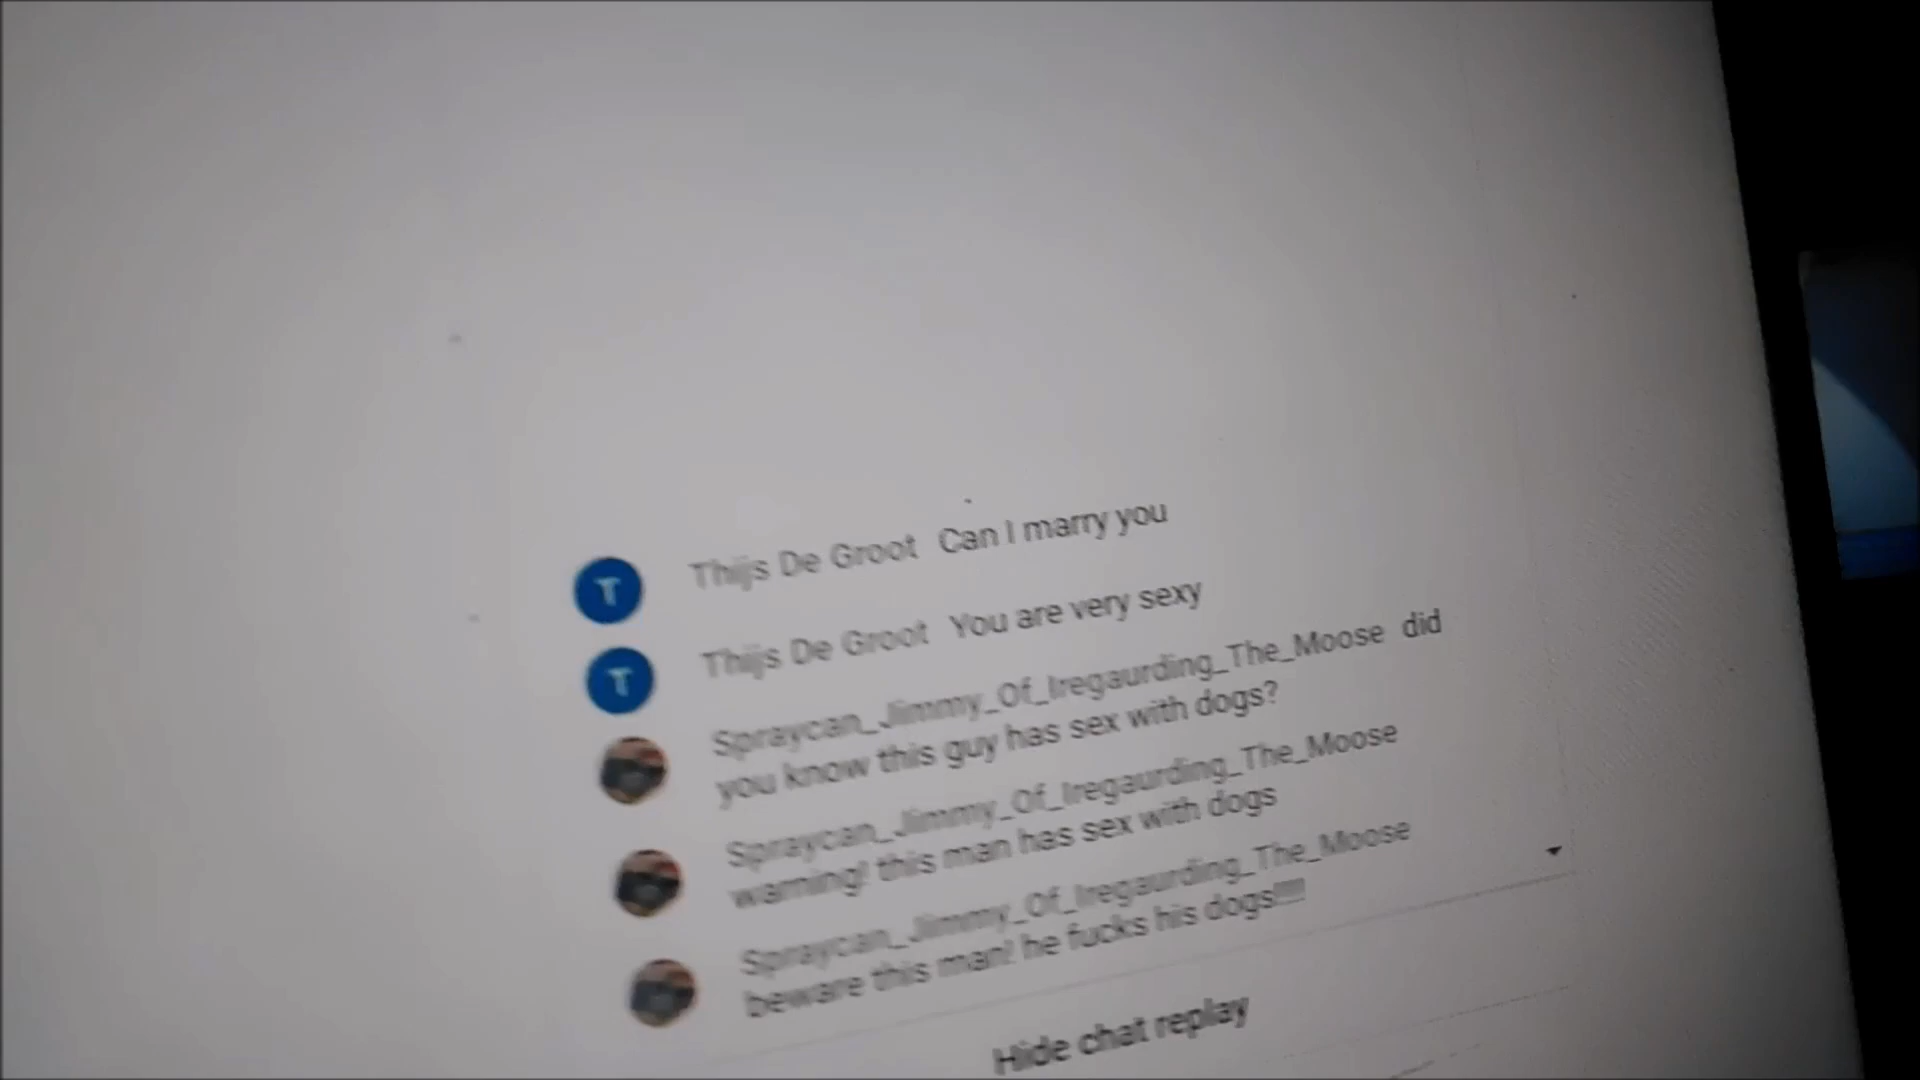 T Thijs De Groot Can I marry you
T Thijs De Groot You are very sexy
Spraycan_Jimmy_Of_Iregaurding_The_Moose did
you know this guy has sex with dogs?
Spraycan_Jimmy_Of_Iregaurding_The_Moose
warning! this man has sex with dogs
Spraycan_Jimmy_Of_Iregaurding_The_Moose
beware this man! he fucks his dogs!!!!
Hide chat replay